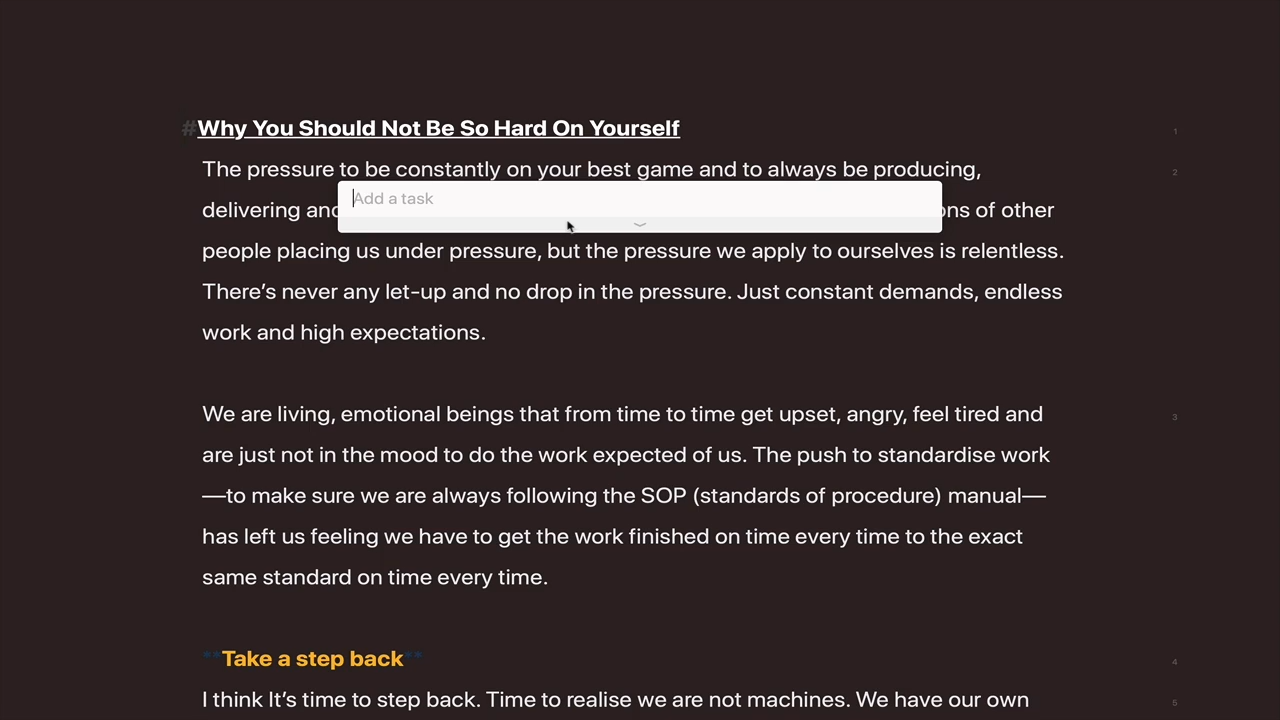 #Why You Should Not Be So Hard On Yourself
1
The pressure to be constantly on your best game and to always be producing,
2
Add a task
delivering and ons of other
people placing us under pressure, but the pressure we apply to ourselves is relentless.
There’s never any let-up and no drop in the pressure. Just constant demands, endless
work and high expectations.
We are living, emotional beings that from time to time get upset, angry, feel tired and
3
are just not in the mood to do the work expected of us. The push to standardise work
—to make sure we are always following the SOP (standards of procedure) manual—
has left us feeling we have to get the work finished on time every time to the exact
same standard on time every time.
**Take a step back**
4
I think It’s time to step back. Time to realise we are not machines. We have our own
5